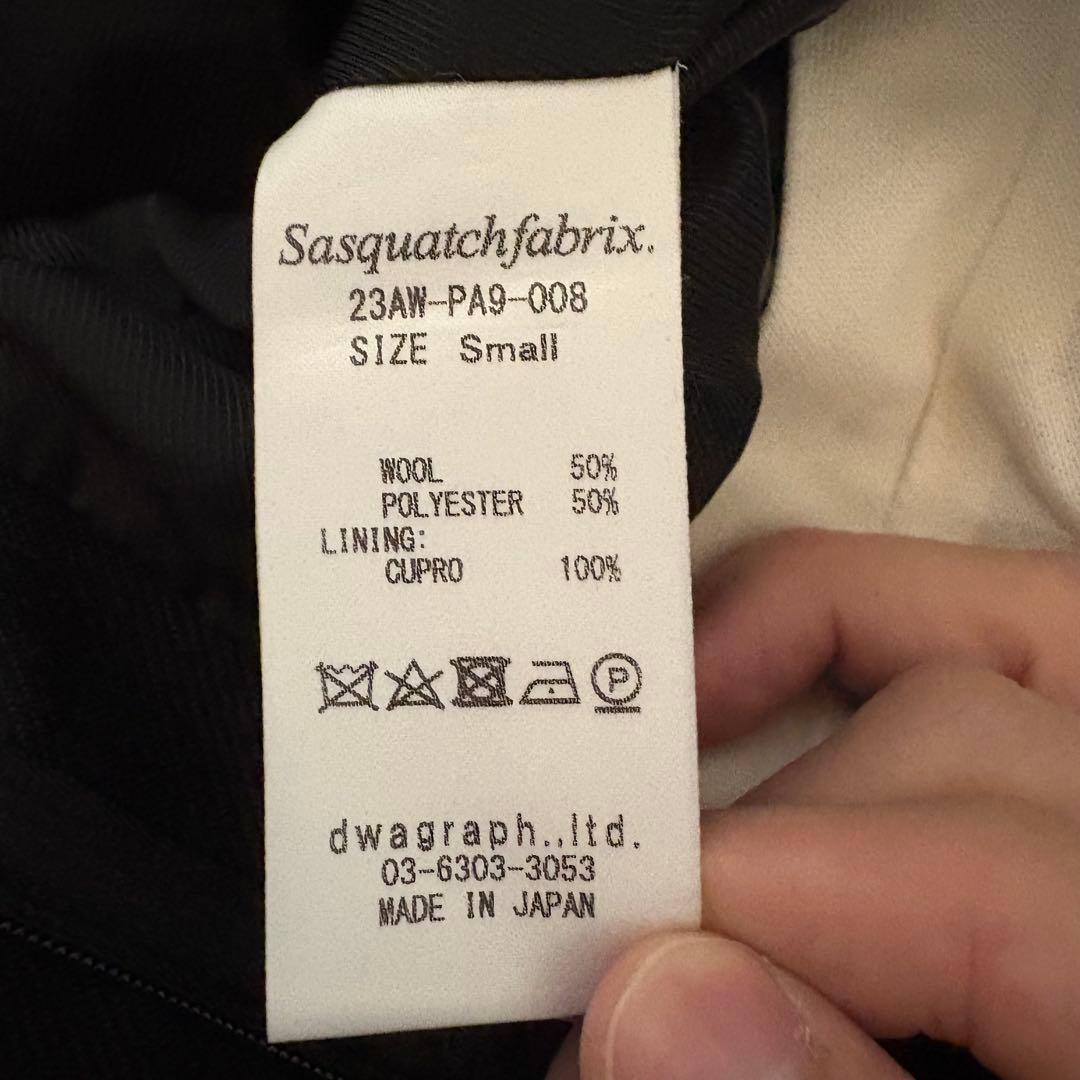 Sasquatchfabrix.
23AW-PA9-008
SIZE Small
WOOL 50%
POLYESTER 50%
LINING:
CUPRO 100%
P
dwagraph.,ltd.
03-6303-3053
MADE IN JAPAN